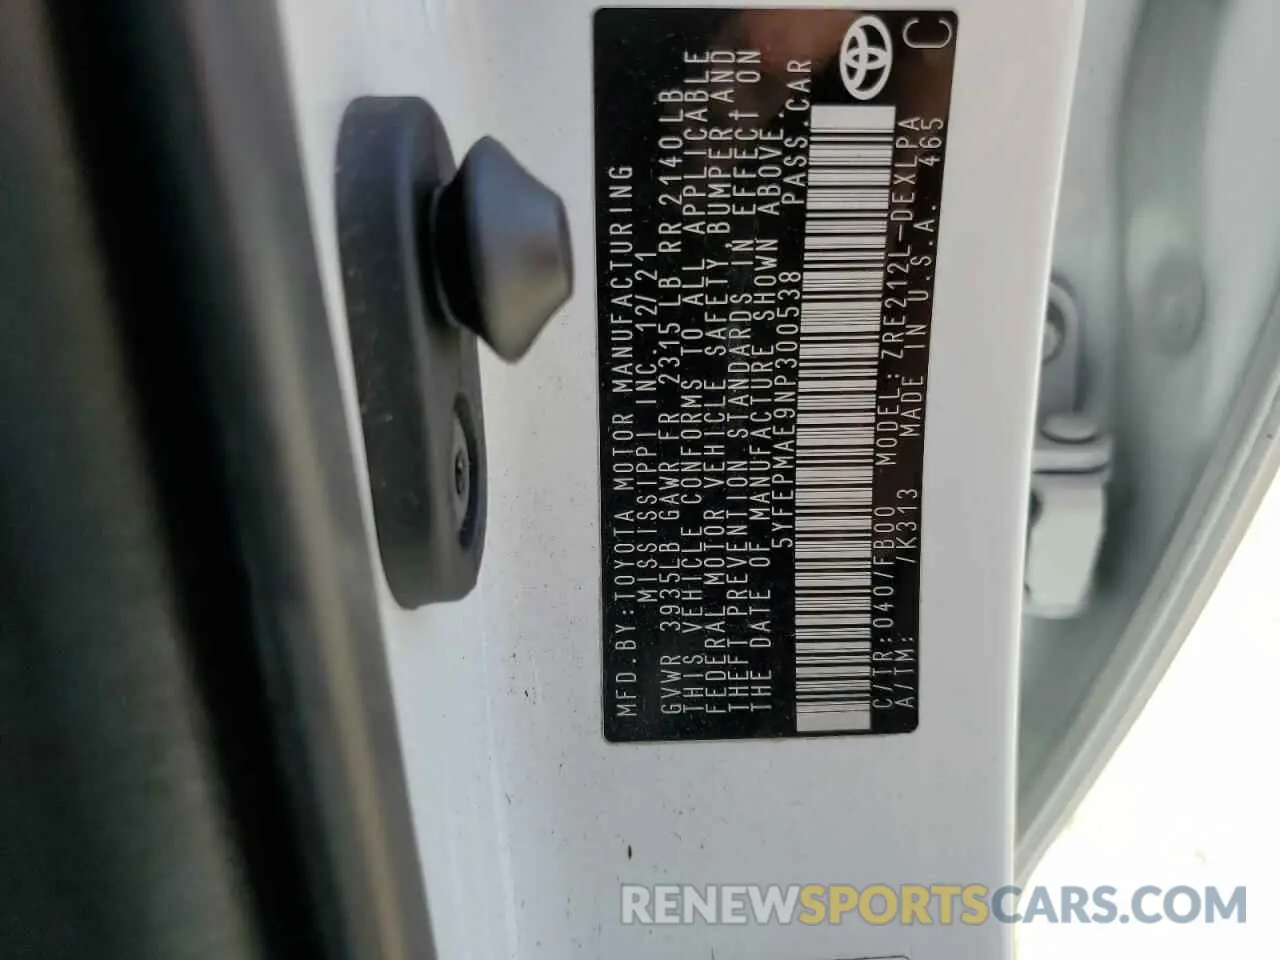 MFD.BY:TOYOTA MOTOR MANUFACTURING
MISSISSIPPI INC.12/21
GVWR 3935LB GAWR FR 2315 LB RR 2140LB
THIS VEHICLE CONFORMS TO ALL APPLICABLE
FEDERAL MOTOR VEHICLE SAFETY, BUMPER AND
THEFT PREVENTION STANDARDS IN EFFECT ON
THE DATE OF MANUFACTURE SHOWN ABOVE.
5YFEPMAE9NP300538 PASS.CAR
C/TR:040/FB00 MODEL:ZRE212L-DEXLPA
A/TM: /K313 MADE IN U.S.A. 465
C
RENEWSPORTSCARS.COM